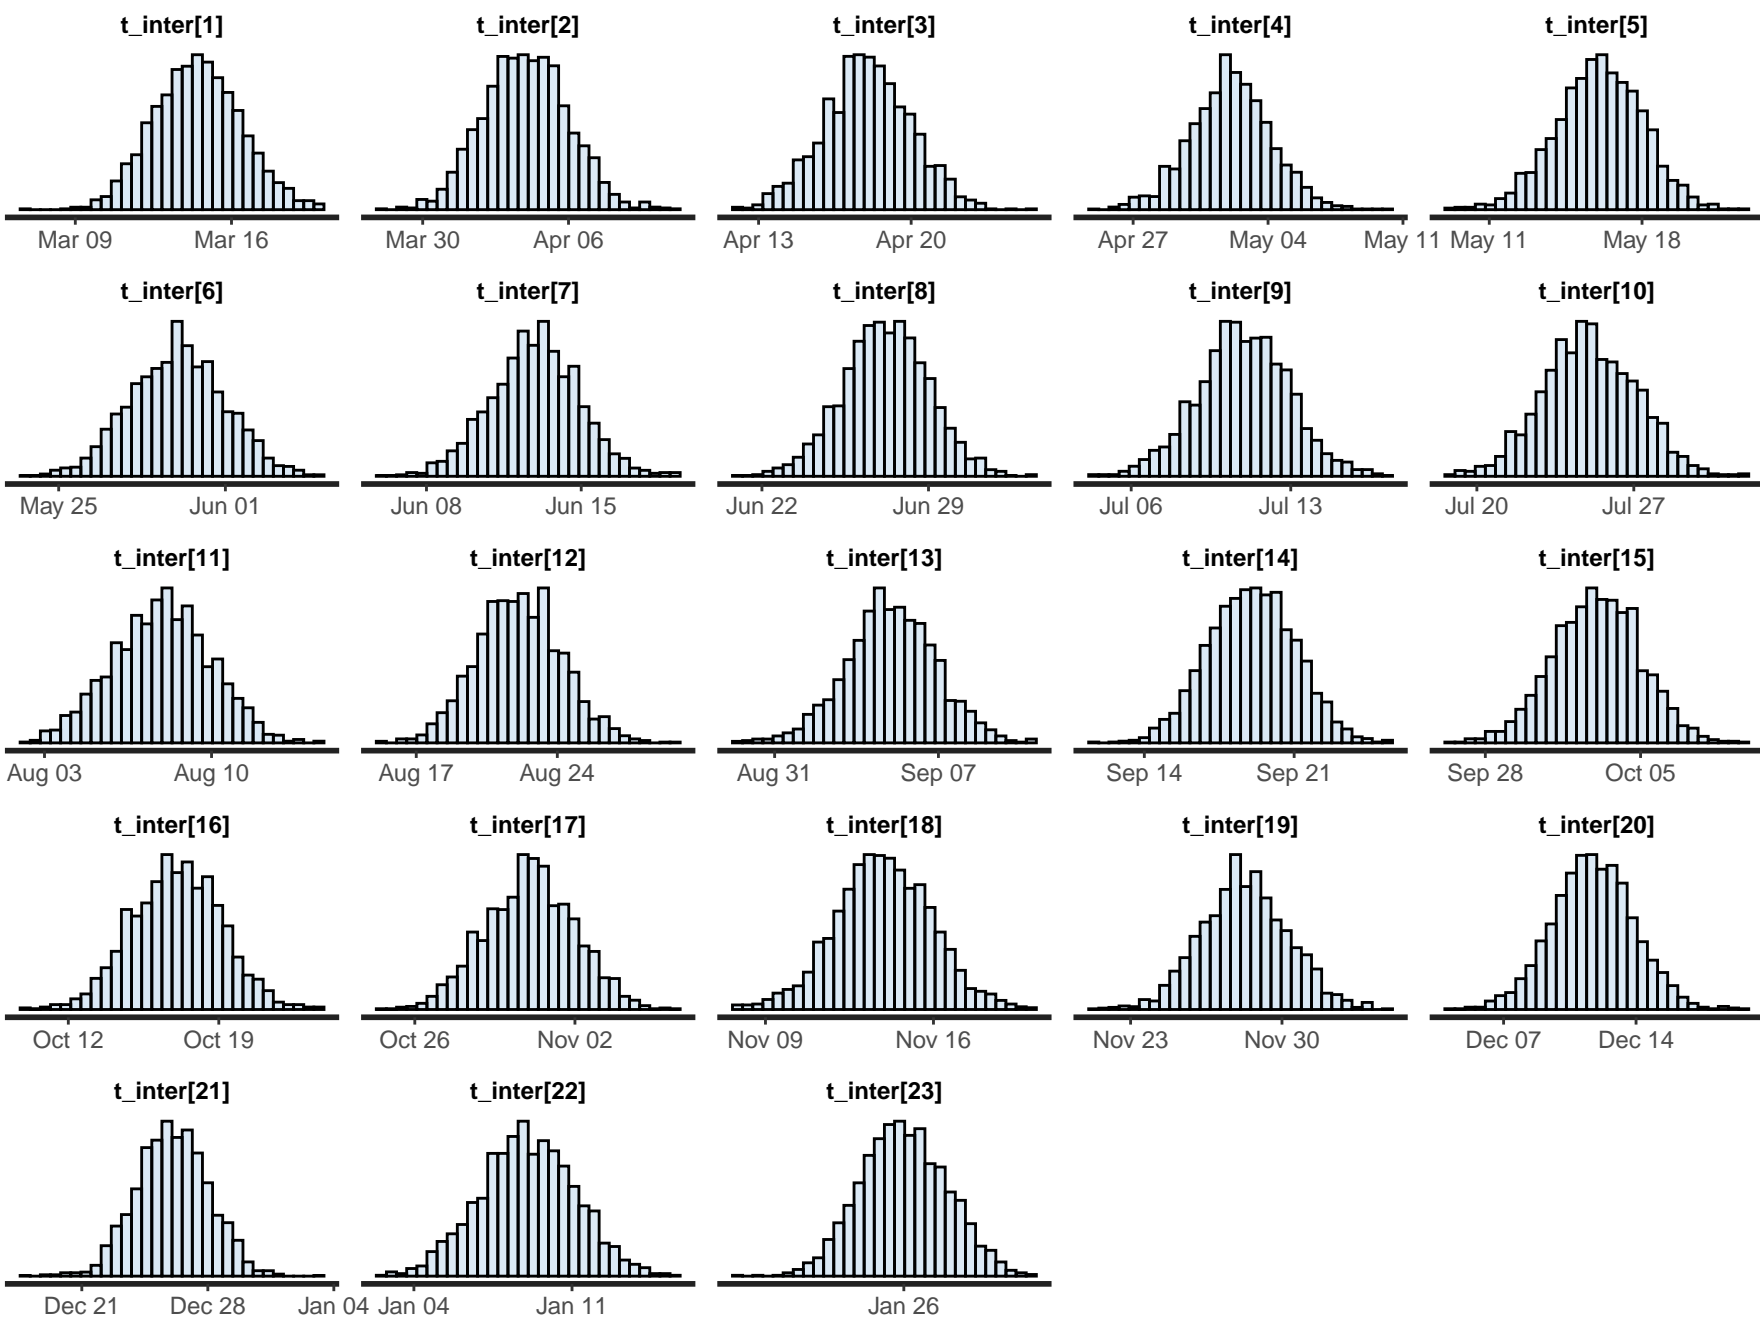 t_inter[1] t_inter[2] t_inter[3] t_inter[4] t_inter[5]
Mar 09 Mar 16 Mar 30 Apr 06 Apr 13 Apr 20 Apr 27 May 04 May 11 May 11 May 18
t_inter[6] t_inter[7] t_inter[8] t_inter[9] t_inter[10]
May 25 Jun 01 Jun 08 Jun 15 Jun 22 Jun 29 Jul 06 Jul 13 Jul 20 Jul 27
t_inter[11] t_inter[12] t_inter[13] t_inter[14] t_inter[15]
Aug 03 Aug 10 Aug 17 Aug 24 Aug 31 Sep 07 Sep 14 Sep 21 Sep 28 Oct 05
t_inter[16] t_inter[17] t_inter[18] t_inter[19] t_inter[20]
Oct 12 Oct 19 Oct 26 Nov 02 Nov 09 Nov 16 Nov 23 Nov 30 Dec 07 Dec 14
t_inter[21] t_inter[22] t_inter[23]
Dec 21 Dec 28 Jan 04 Jan 04 Jan 11 Jan 26